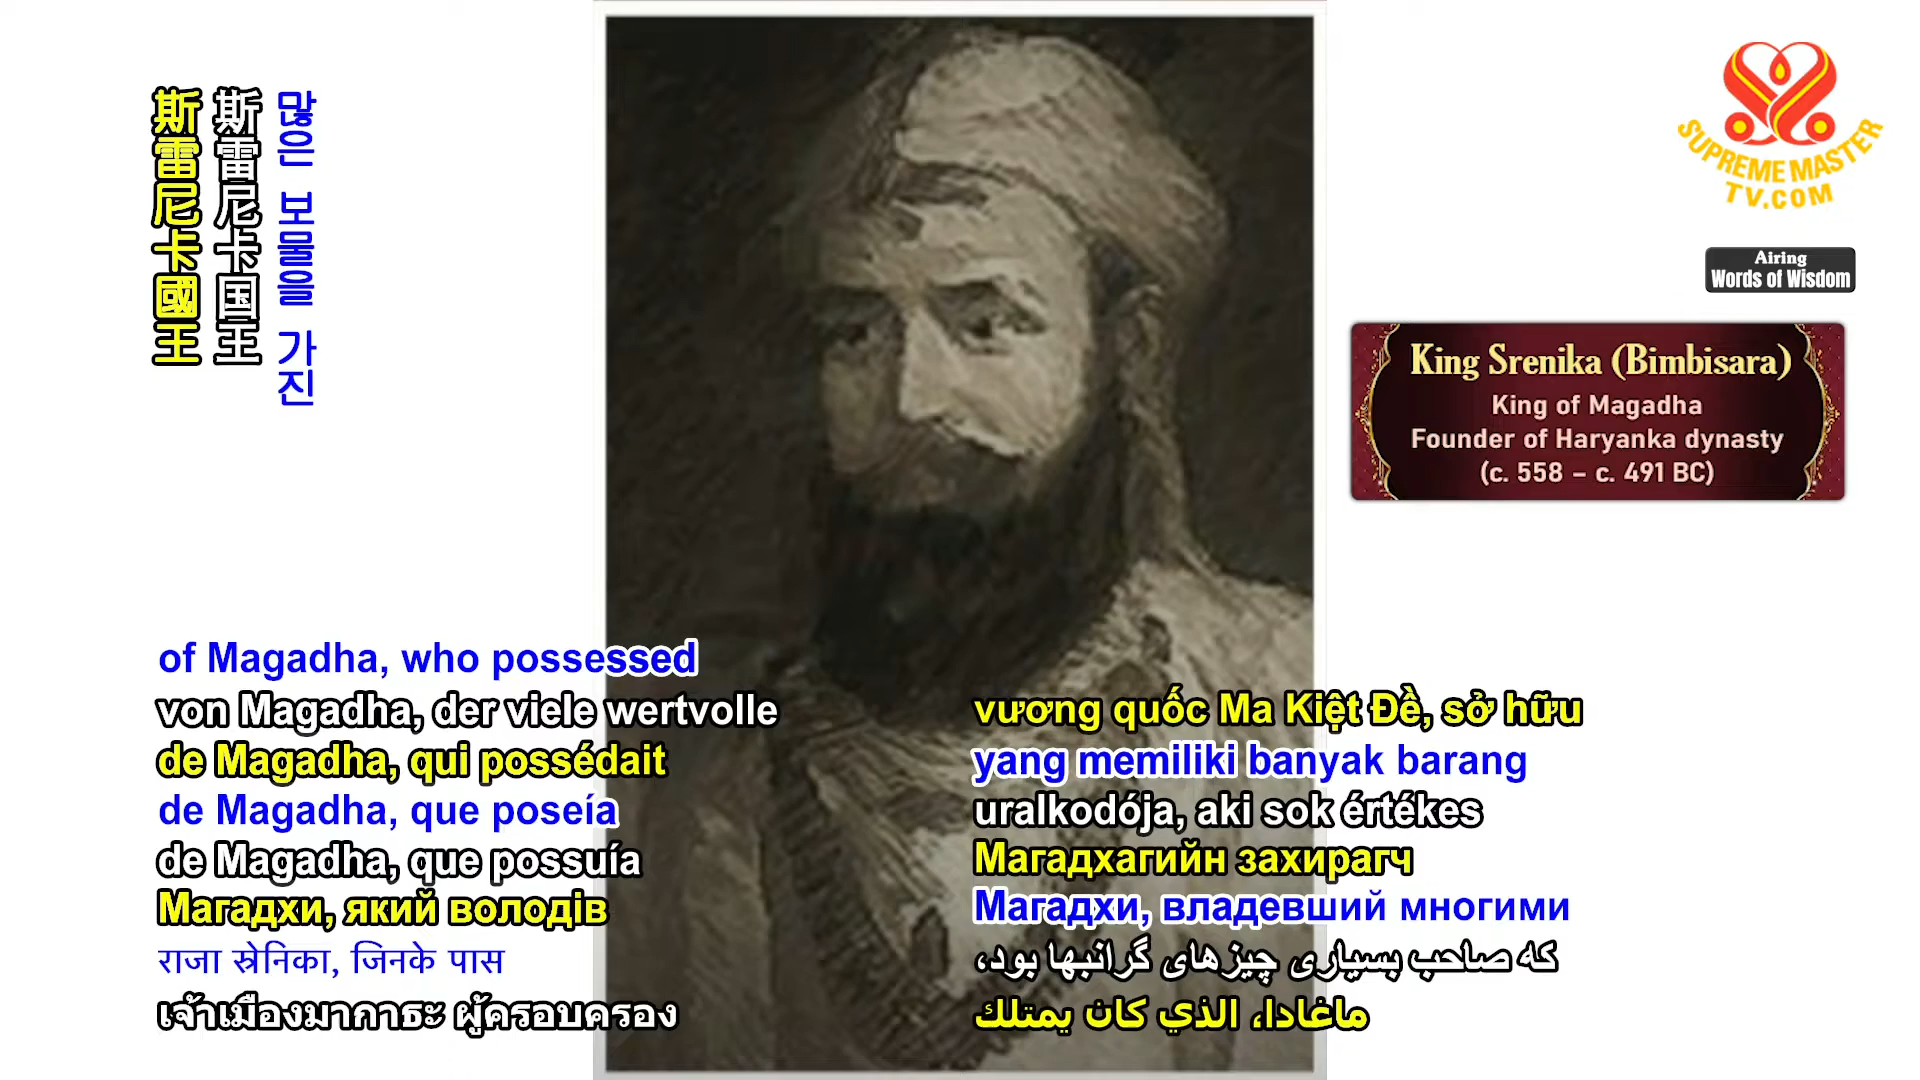 斯雷尼卡國王
斯雷尼卡国王
많은 보물을 가진
SUPREME MASTER
TV.COM
Airing
Words of Wisdom
King Srenika (Bimbisara)
King of Magadha
Founder of Haryanka dynasty
(c. 558 – c. 491 BC)
of Magadha, who possessed
von Magadha, der viele wertvolle
de Magadha, qui possédait
de Magadha, que poseía
de Magadha, que possuía
Магадхи, який володів
राजा स्रेनिका, जिनके पास
เจ้าเมืองมากาธะ ผู้ครอบครอง
vương quốc Ma Kiệt Đề, sở hữu
yang memiliki banyak barang
uralkodója, aki sok értékes
Магадхагийн захирагч
Магадхи, владевший многими
که صاحب بسیاری چیزهای گرانبها بود،
ماغادا، الذي كان يمتلك